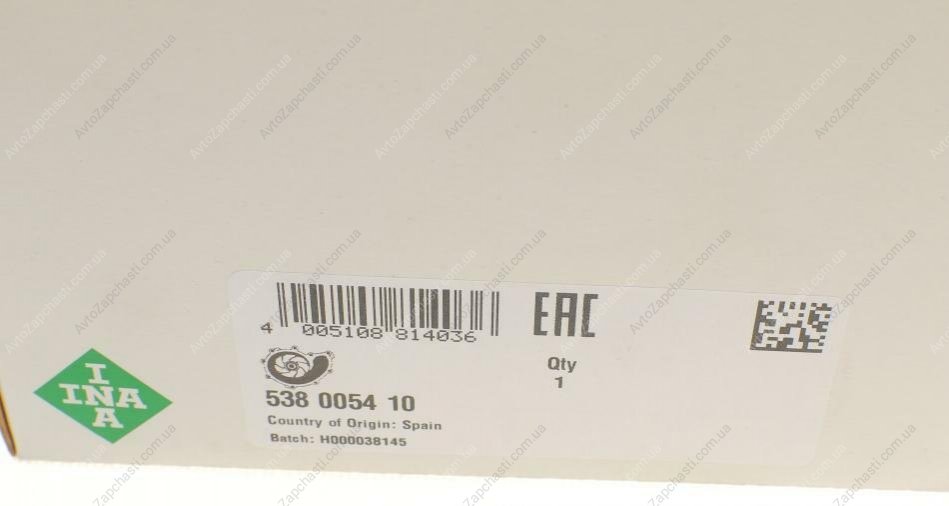 4 005108 814036
EAC
Qty
1
538 0054 10
Country of Origin: Spain
Batch: H000038145
I
INA
A
AvtoZapchasti.com.ua